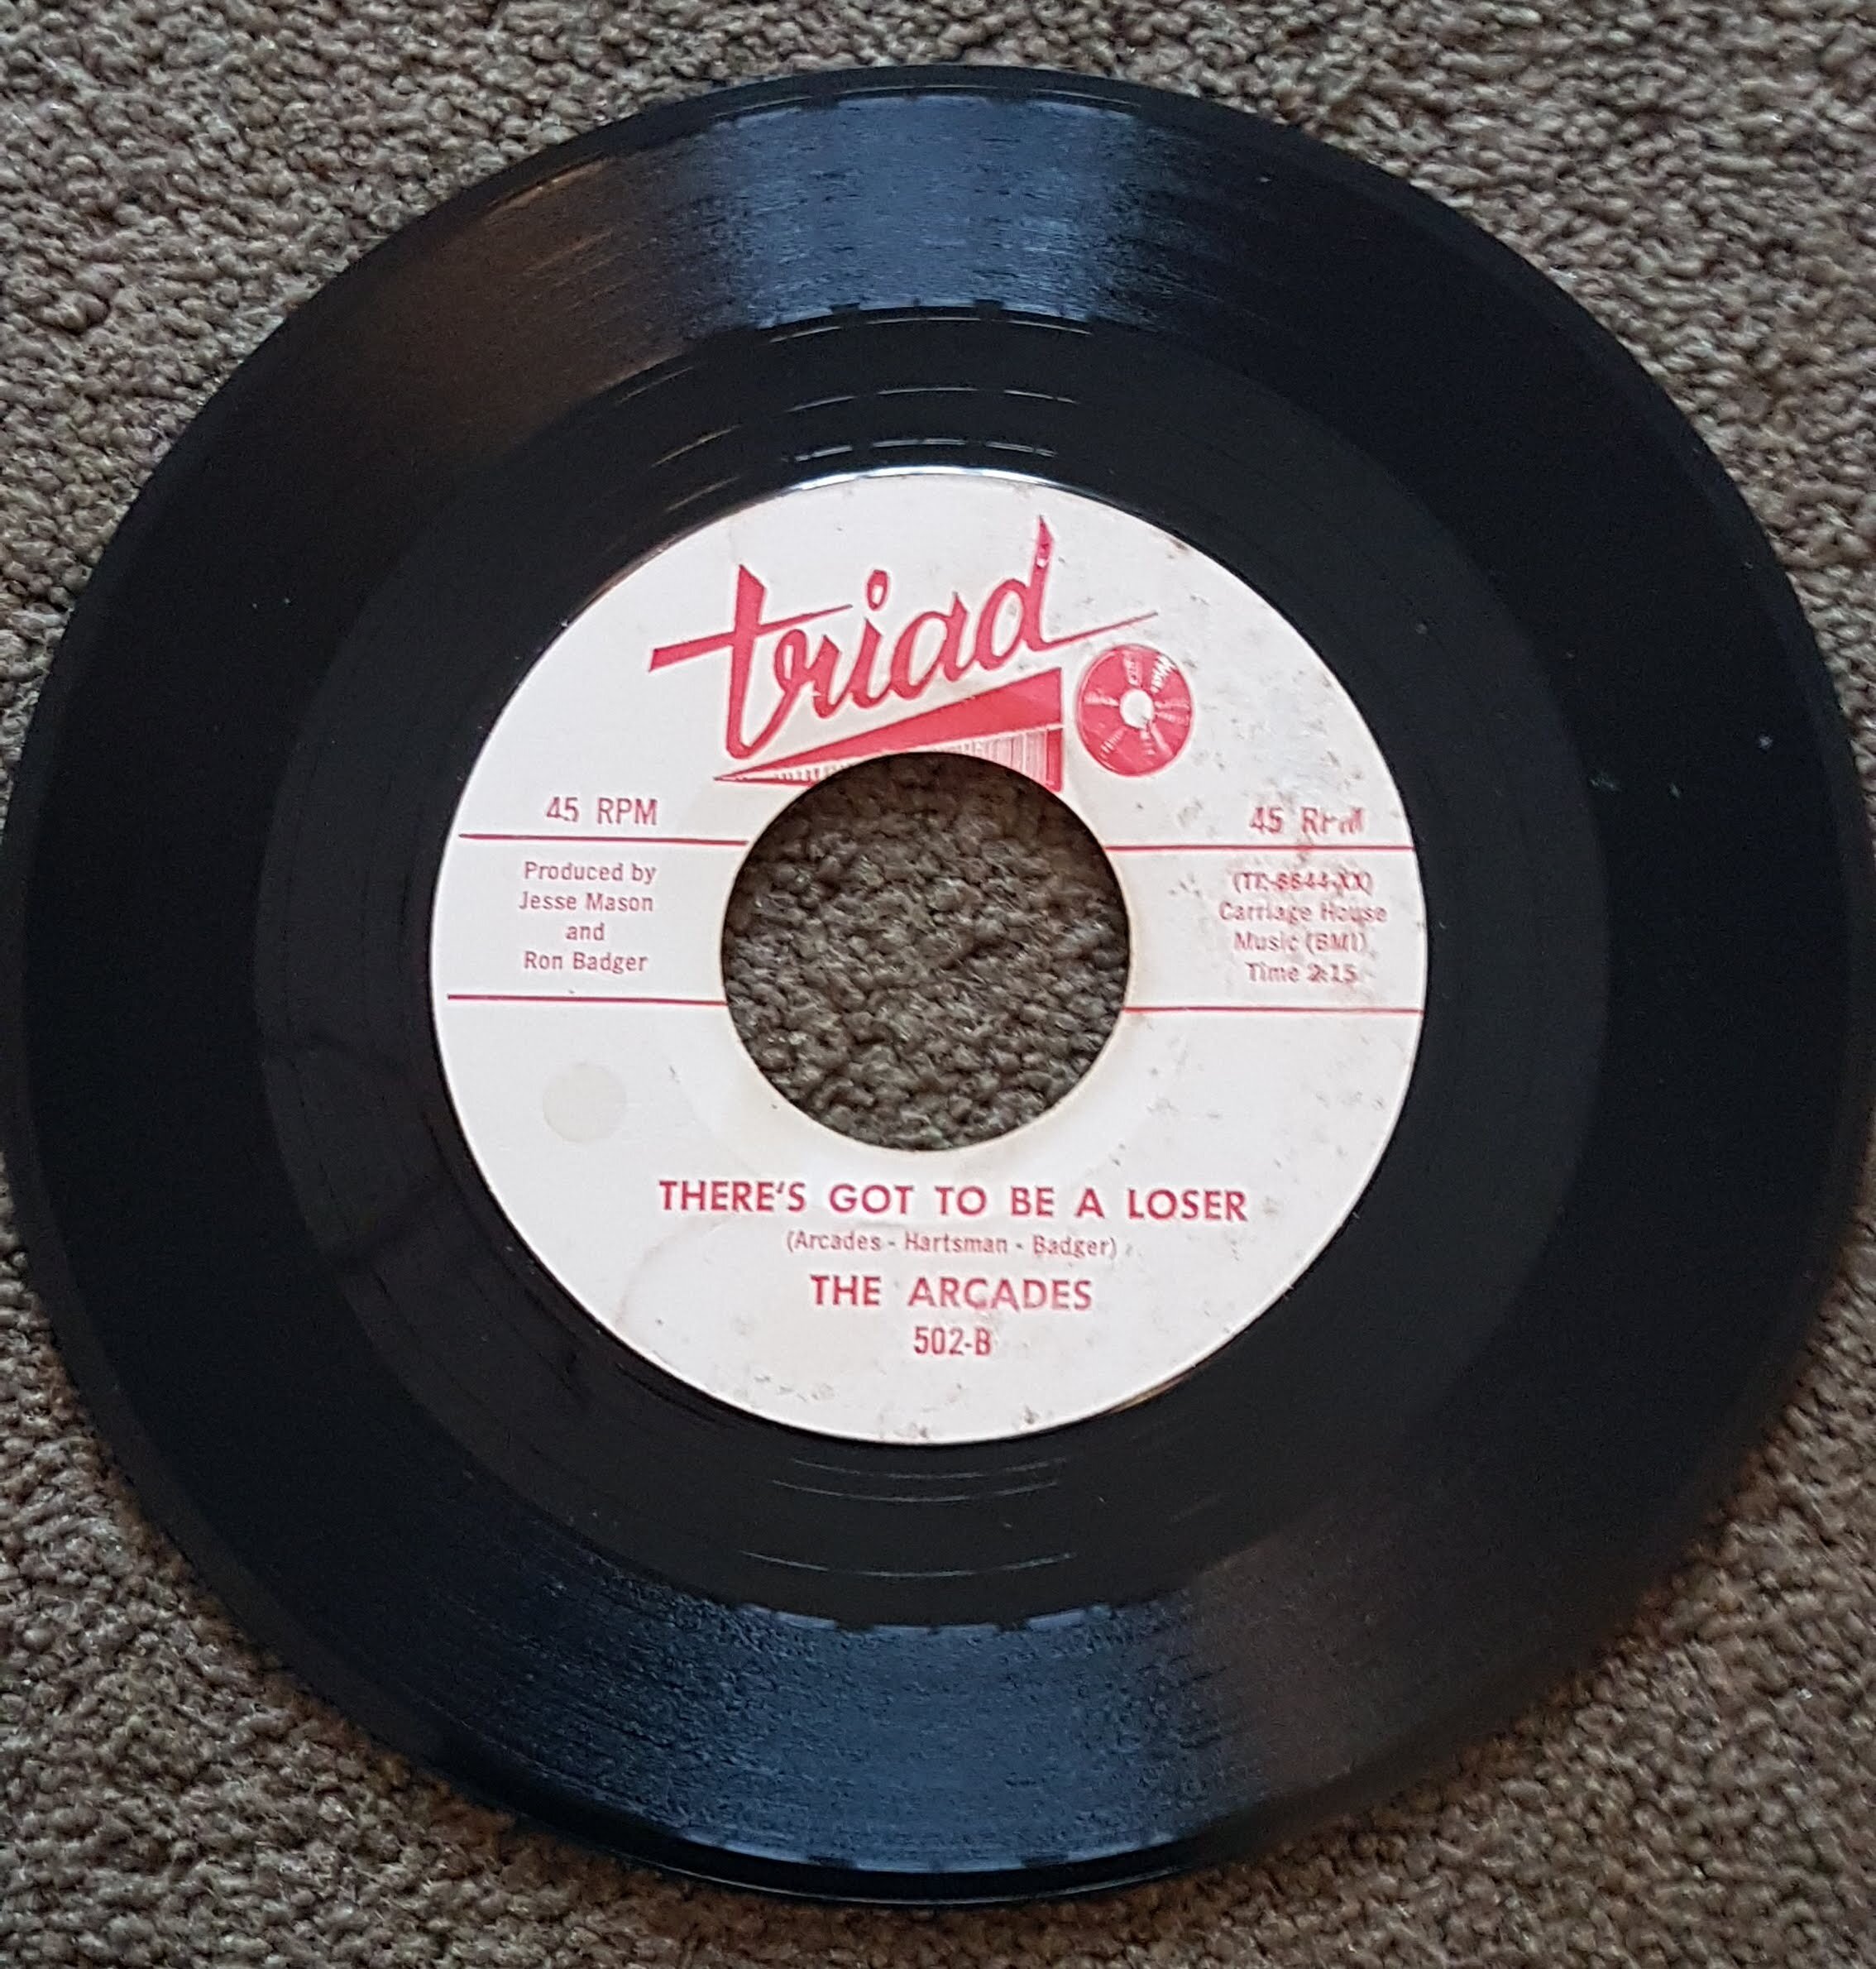 triad
45 RPM
45 RPM
Produced by
Jesse Mason
and
Ron Badger
Carriage House
Music (BMI)
Time 2:15
THERE'S GOT TO BE A LOSER
(Arcades - Hartsman - Badger)
THE ARCADES
502-B